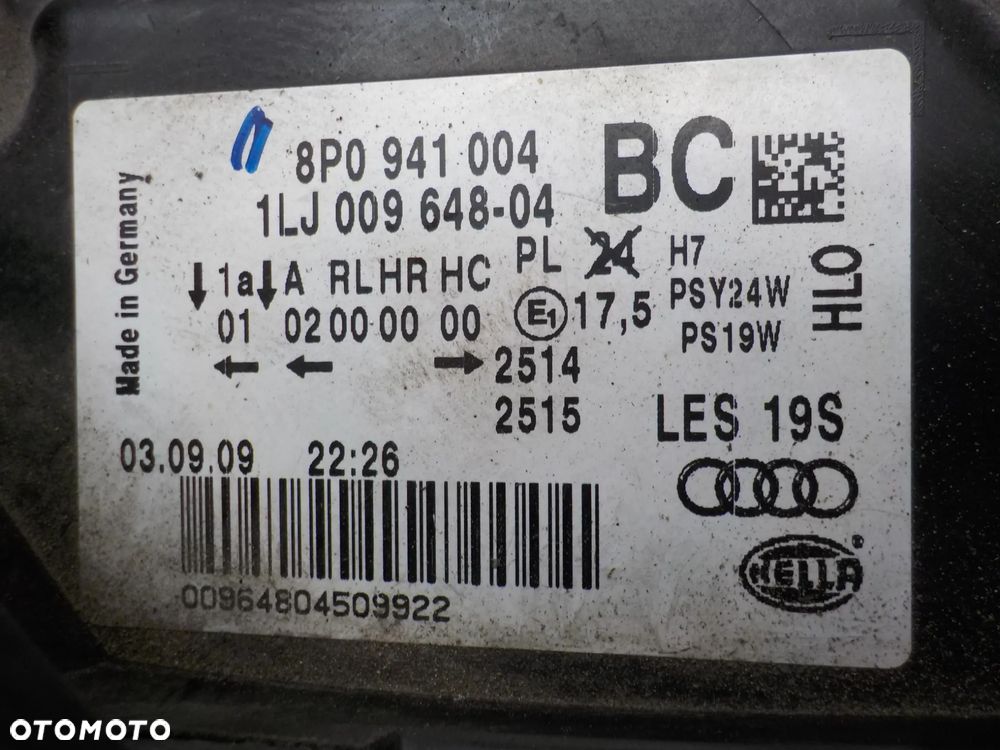 8P0 941 004
BC
1LJ 009 648-04
Made in Germany
PL 24 H7
1a A RL HR HC
E1 17,5 PSY24W
01 02 00 00 00
PS19W
HL0
2514
2515
LES 19S
03.09.09 22:26
00964804509922
HELLA®
OTOMOTO